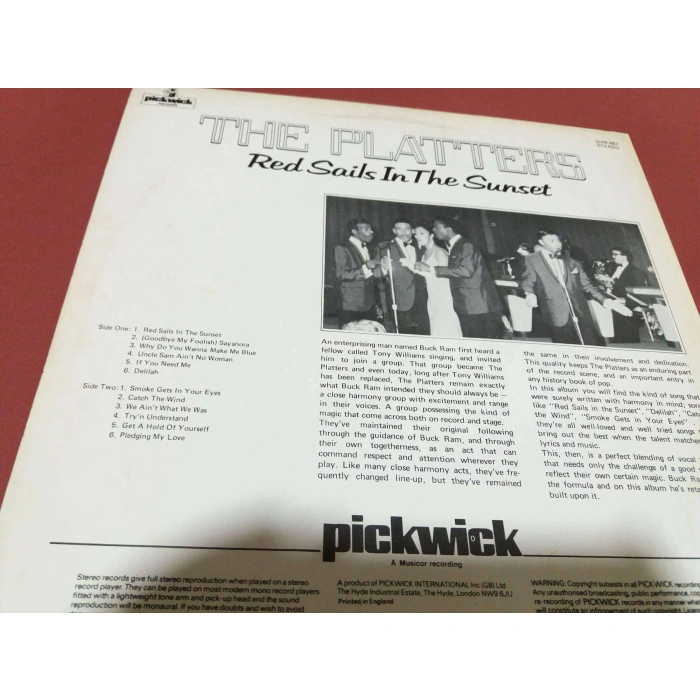 pickwick
THE PLATTERS
Red Sails In The Sunset
STEREO
Side One: 1. Red Sails In The Sunset
2. (Goodbye My Foolish) Sayanora
3. Why Do You Wanna Make Me Blue
4. Uncle Sam Ain't No Woman
5. If You Need Me
6. Delilah
Side Two: 1. Smoke Gets In Your Eyes
2. Catch The Wind
3. We Ain't What We Was
4. Try'n Understand
5. Get A Hold Of Yourself
6. Pledging My Love
An enterprising man named Buck Ram first heard a
fellow called Tony Williams singing, and invited
him to join a group. That group became The
Platters and even today, long after Tony Williams
has been replaced, The Platters remain exactly
what Buck Ram intended they should always be –
a close harmony group with excitement and range
in their voices. A group possessing the kind of
magic that come across both on record and stage.
They've maintained their original following
through the guidance of Buck Ram, and through
their own togetherness, as an act that can
command respect and attention wherever they
play. Like many close harmony acts, they've fre-
quently changed line-up, but they've remained
the same in their involvement and dedication.
This quality keeps The Platters as an enduring part
of the record some, and an important entry in
any history book of pop.
In this album you will find the kind of song that
were surely written with harmony in mind; son
like "Red Sails in the Sunset", "Delilah", "Cat
the Wind", "Smoke Gets in Your Eyes"
they're all well-loved and well tried songs
bring out the best when the talent matche
lyrics and music.
This, then, is a perfect blending of vocal
that needs only the challenge of a good
reflect their own certain magic. Buck Ra
the formula and on this album he's reta
built upon it.
pickwick
A Musicor recording
Stereo records give full stereo reproduction when played on a stereo
record player. They can be played on most modern mono record players
fitted with a lightweight tone arm and pick-up head and the sound
reproduction will be monaural. If you have doubts and wish to avoid
A product of PICKWICK INTERNATIONAL Inc (GB) Ltd
The Hyde Industrial Estate, The Hyde, London NW9 6JU
Printed in England
WARNING: Copyright subsists in all PICKWICK recordin
Any unauthorised broadcasting, public performance, cop
re-recording of PICKWICK records in any manner what
will constitute an infringement of such copyright. Licen